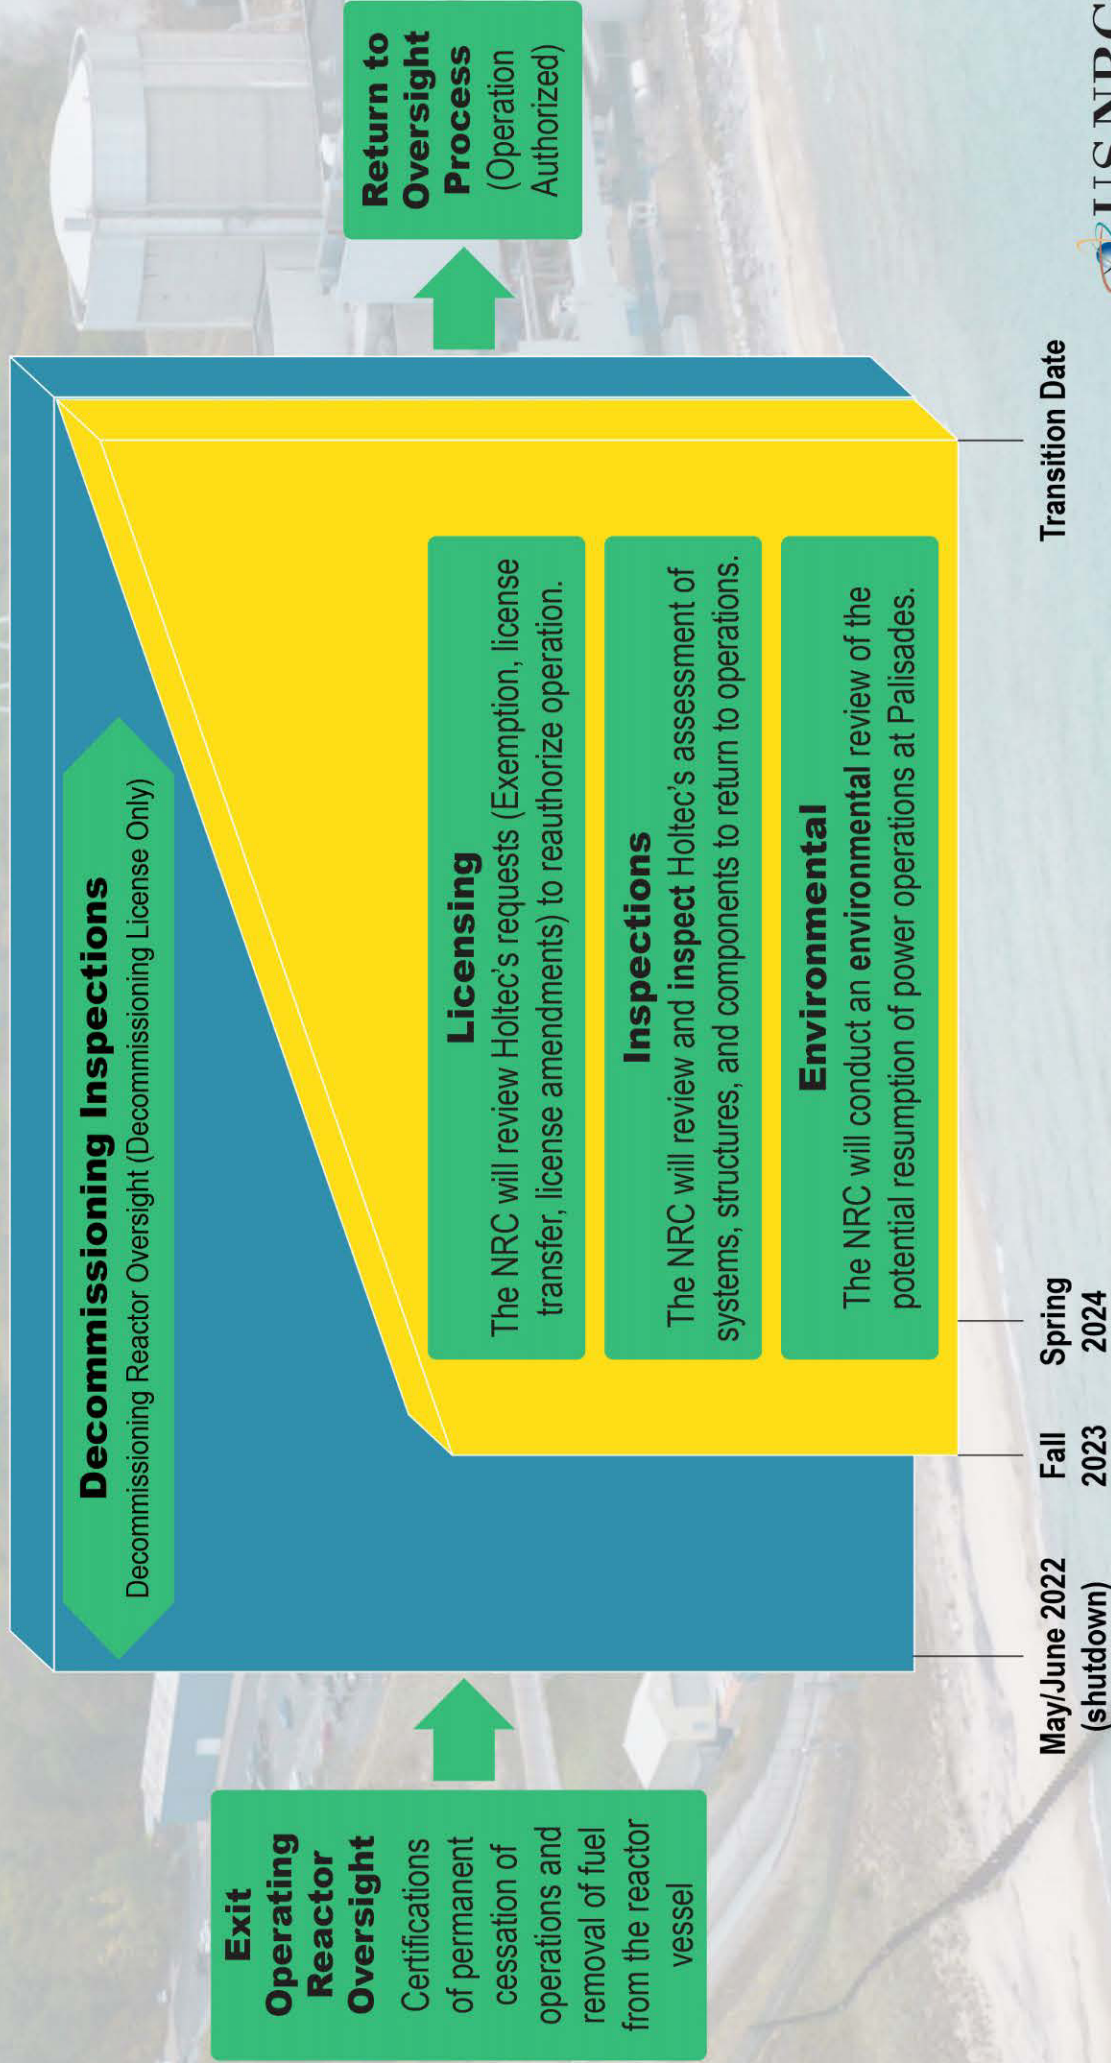 Exit
Operating
Reactor
Oversight
Certifications
of permanent
cessation of
operations and
removal of fuel
from the reactor
vessel
Decommissioning Inspections
Decommissioning Reactor Oversight (Decommissioning License Only)
Licensing
The NRC will review Holtec's requests (Exemption, license
transfer, license amendments) to reauthorize operation.
Inspections
The NRC will review and inspect Holtec's assessment of
systems, structures, and components to return to operations.
Environmental
The NRC will conduct an environmental review of the
potential resumption of power operations at Palisades.
Return to
Oversight
Process
(Operation
Authorized)
May/June 2022
(shutdown)
Fall
2023
Spring
2024
Transition Date
U.S.NRC